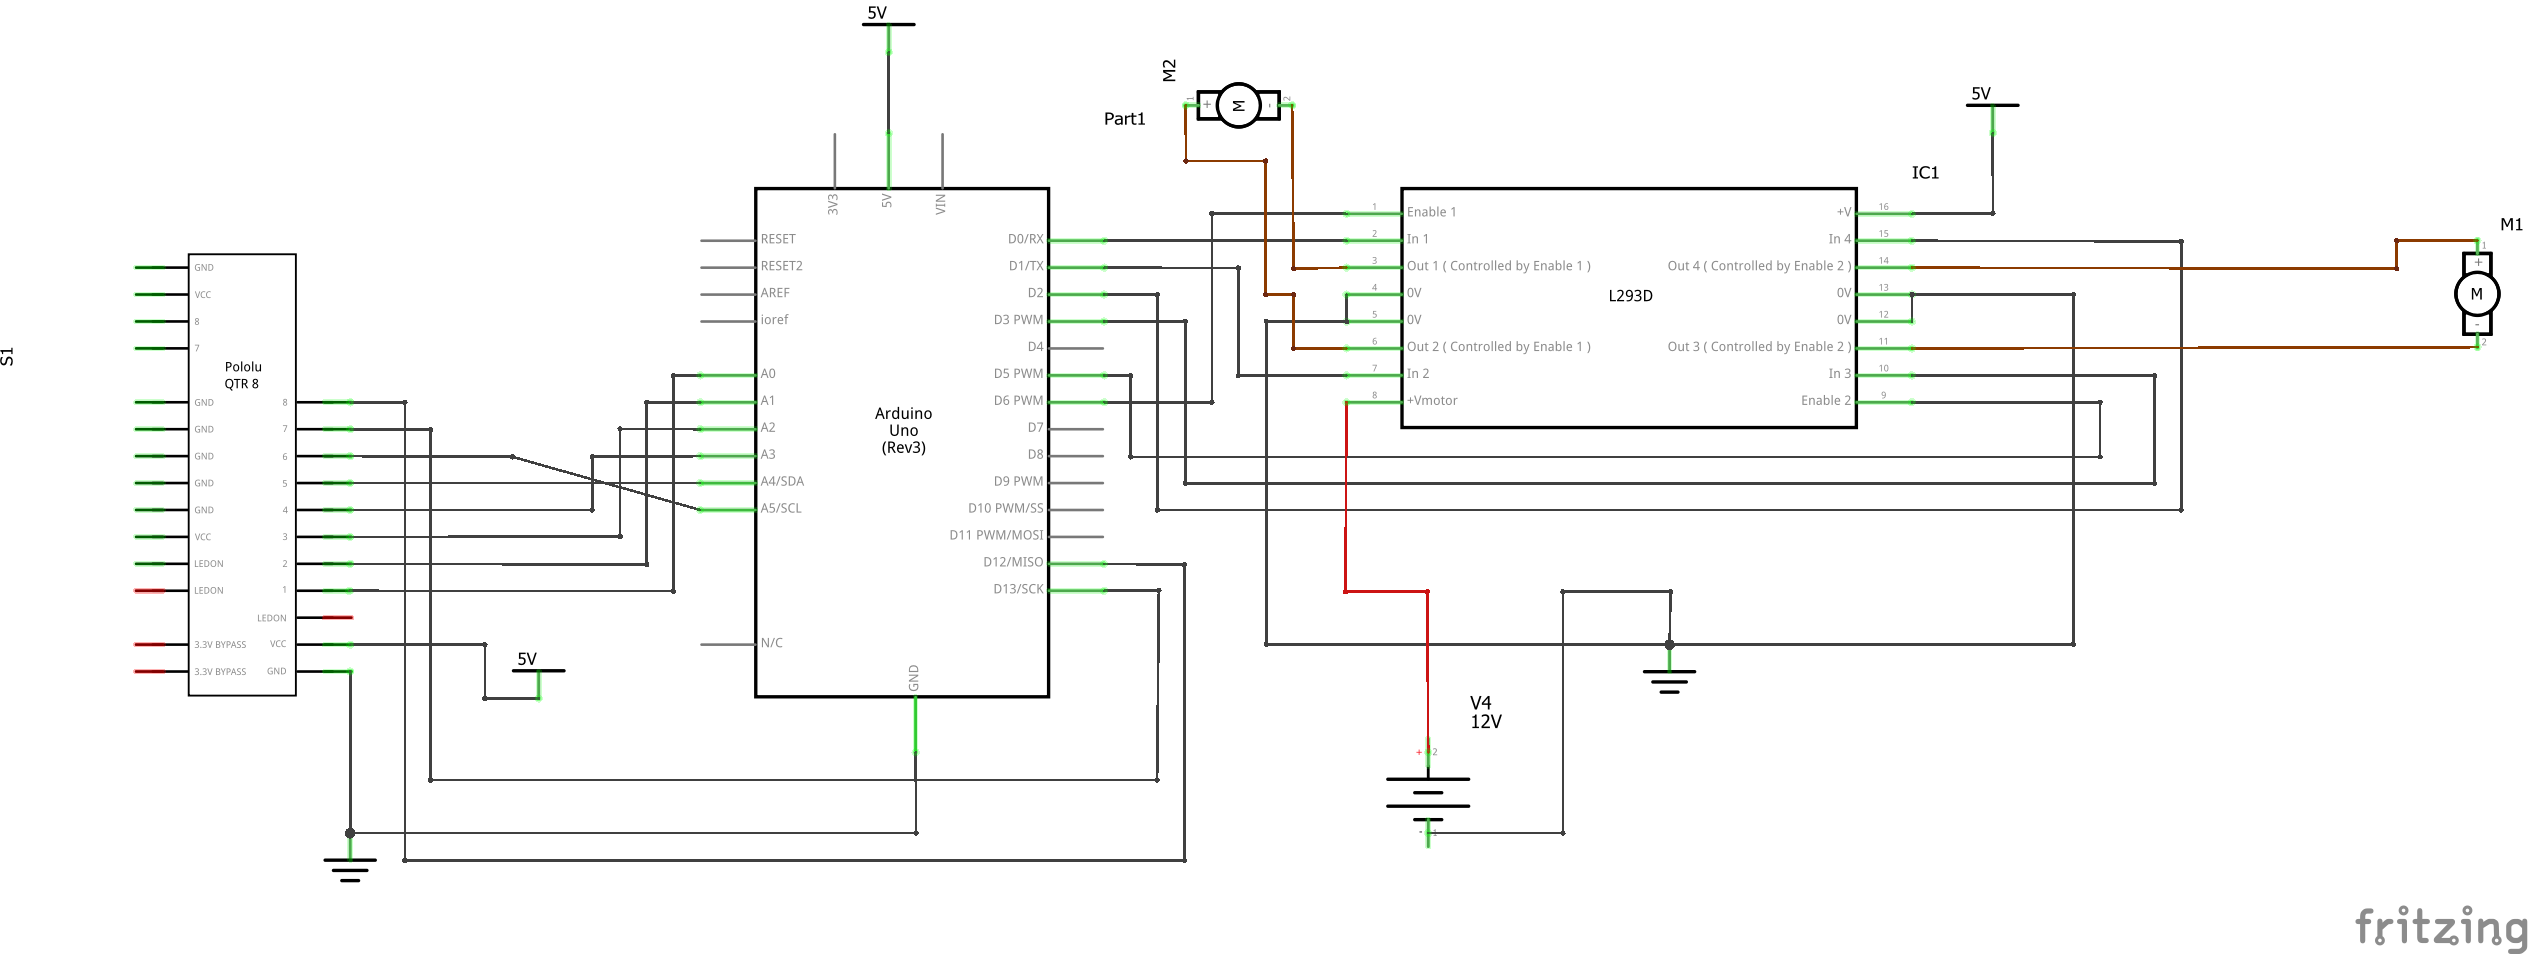 5V
M2
1
+
M
-
2
Part1
5V
IC1
M1
S1
GND
VCC
8
7
GND
GND
GND
GND
GND
VCC
LEDON
LEDON
3.3V BYPASS
3.3V BYPASS
Pololu
QTR 8
8
7
6
5
4
3
2
1
LEDON
VCC
GND
5V
3V3
5V
VIN
RESET
RESET2
AREF
ioref
A0
A1
A2
A3
A4/SDA
A5/SCL
N/C
Arduino
Uno
(Rev3)
D0/RX
D1/TX
D2
D3 PWM
D4
D5 PWM
D6 PWM
D7
D8
D9 PWM
D10 PWM/SS
D11 PWM/MOSI
D12/MISO
D13/SCK
GND
1 Enable 1
2 In 1
3 Out 1 ( Controlled by Enable 1 )
4 0V
5 0V
6 Out 2 ( Controlled by Enable 1 )
7 In 2
8 +Vmotor
L293D
+V 16
In 4 15
Out 4 ( Controlled by Enable 2 ) 14
0V 13
0V 12
Out 3 ( Controlled by Enable 2 ) 11
In 3 10
Enable 2 9
1
+
M
-
2
V4
12V
+ 2
- 1
fritzing